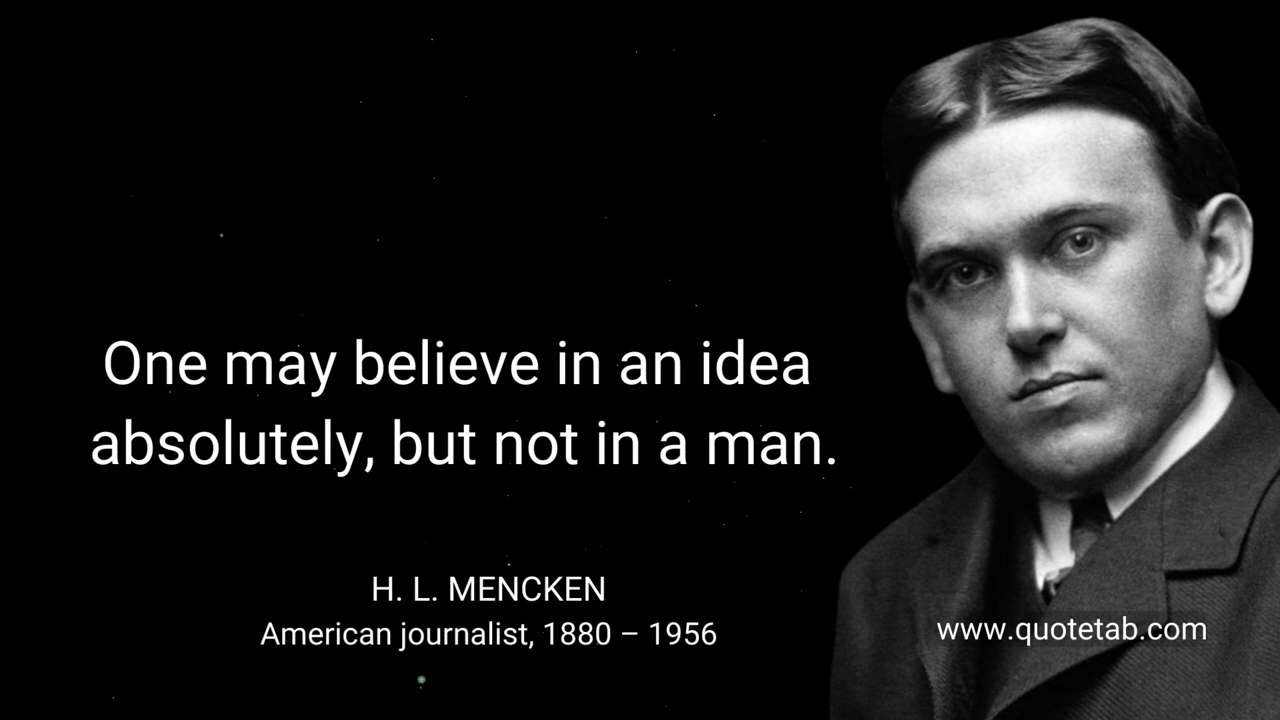 One may believe in an idea
absolutely, but not in a man.
H. L. MENCKEN
American journalist, 1880 – 1956
www.quotetab.com